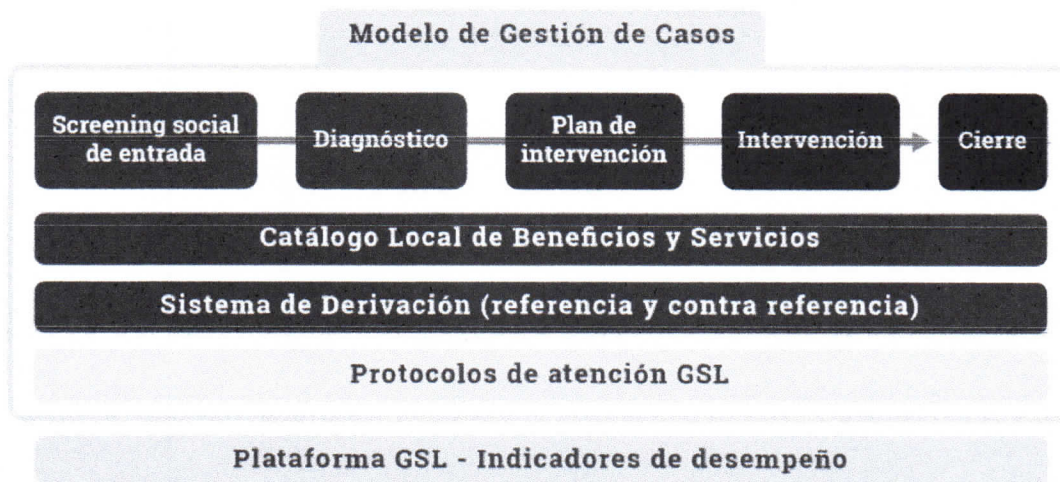 Modelo de Gestión de Casos
Screening social
de entrada
Diagnóstico
Plan de
intervención
Intervención
Cierre
Catálogo Local de Beneficios y Servicios
Sistema de Derivación (referencia y contra referencia)
Protocolos de atención GSL
Plataforma GSL - Indicadores de desempeño